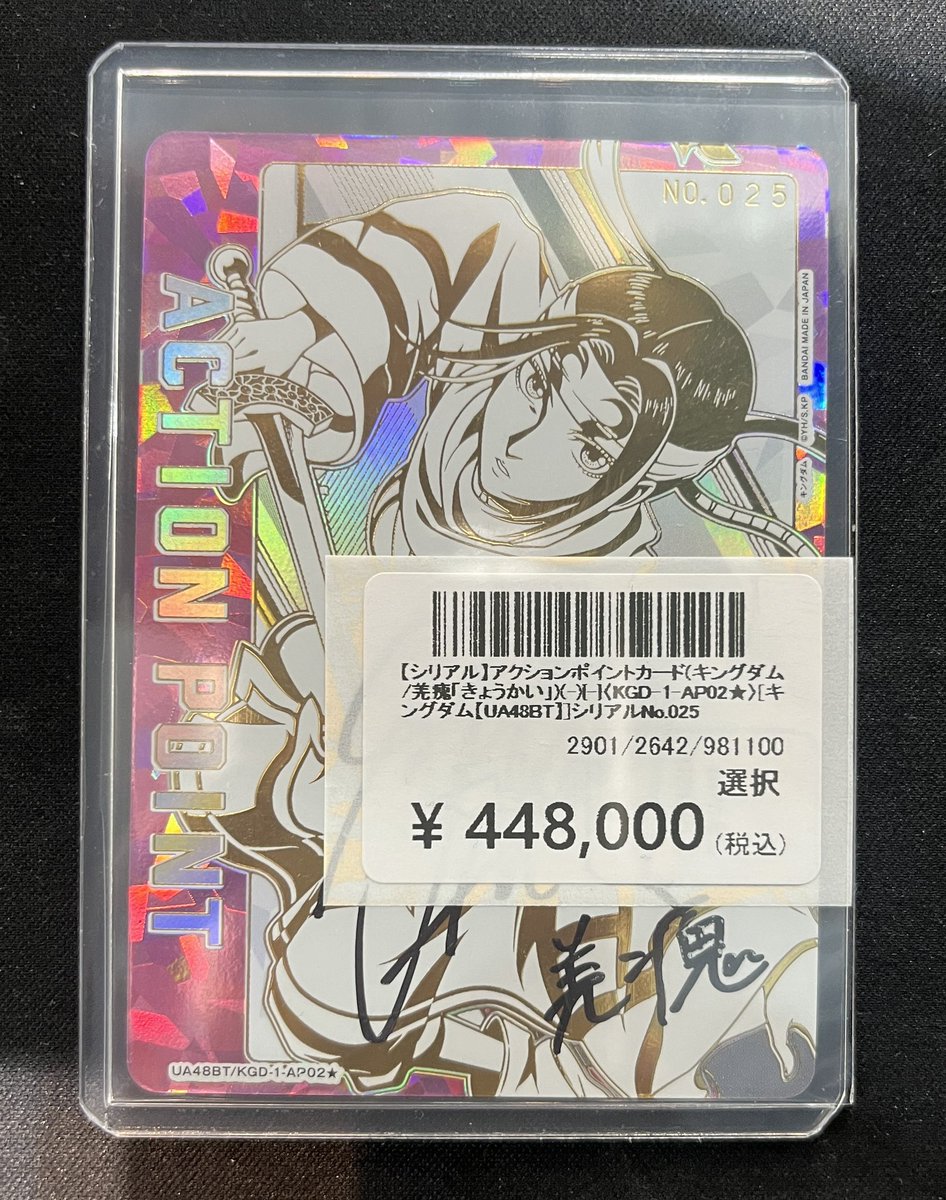 NO.025
ACTION POINT
キングダム ©YH/S.KP BANDAI MADE IN JAPAN
【シリアル】アクションポイントカード(キングダム
/羌瘣「きょうかい」)(-)[-]〈KGD-1-AP02★〉[キ
ングダム【UA48BT】]シリアルNo.025
2901/2642/981100
選択
¥ 448,000(税込)
羌瘣
UA48BT/KGD-1-AP02★